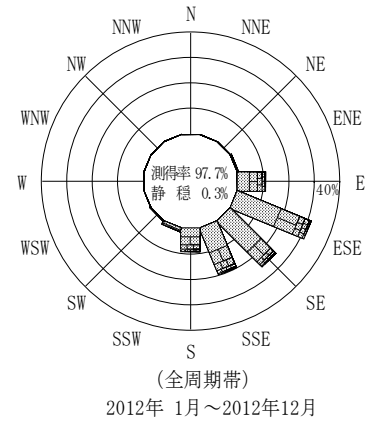 N
NNW NNE
NW NE
WNW ENE
測得率 97.7%
静 穏 0.3%
W 40% E
WSW ESE
SW SE
SSW SSE
S
(全周期帯)
2012年 1月～2012年12月